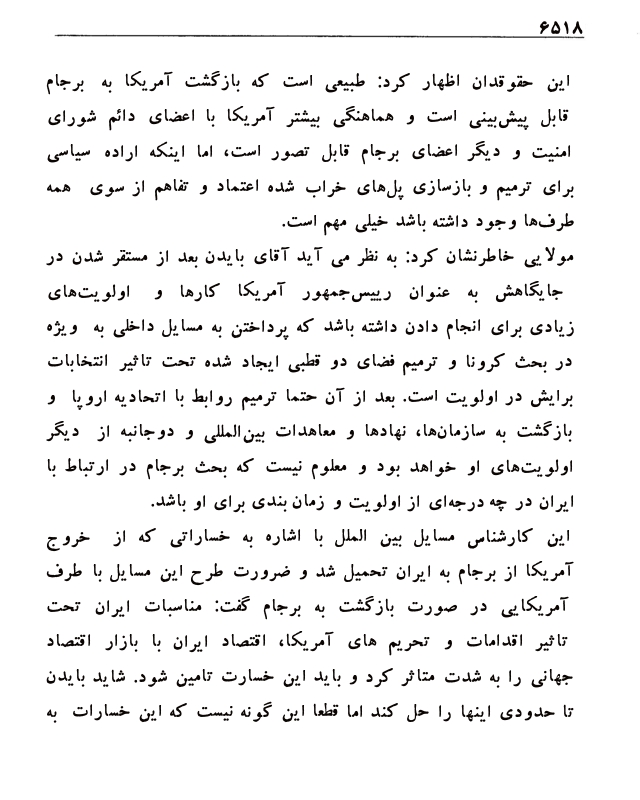 ۶۵۱۸
این حقوقدان اظهار کرد: طبیعی است که بازگشت آمریکا به برجام
قابل پیش‌بینی است و هماهنگی بیشتر آمریکا با اعضای دائم شورای
امنیت و دیگر اعضای برجام قابل تصور است، اما اینکه اراده سیاسی
برای ترمیم و بازسازی پل‌های خراب شده اعتماد و تفاهم از سوی همه
طرف‌ها وجود داشته باشد خیلی مهم است.
مولایی خاطرنشان کرد: به نظر می آید آقای بایدن بعد از مستقر شدن در
جایگاهش به عنوان رییس‌جمهور آمریکا کارها و اولویت‌های
زیادی برای انجام دادن داشته باشد که پرداختن به مسایل داخلی به ویژه
در بحث کرونا و ترمیم فضای دو قطبی ایجاد شده تحت تاثیر انتخابات
برایش در اولویت است. بعد از آن حتما ترمیم روابط با اتحادیه اروپا و
بازگشت به سازمان‌ها، نهادها و معاهدات بین‌المللی و دوجانبه از دیگر
اولویت‌های او خواهد بود و معلوم نیست که بحث برجام در ارتباط با
ایران در چه درجه‌ای از اولویت و زمان بندی برای او باشد.
این کارشناس مسایل بین الملل با اشاره به خساراتی که از خروج
آمریکا از برجام به ایران تحمیل شد و ضرورت طرح این مسایل با طرف
آمریکایی در صورت بازگشت به برجام گفت: مناسبات ایران تحت
تاثیر اقدامات و تحریم های آمریکا، اقتصاد ایران با بازار اقتصاد
جهانی را به شدت متاثر کرد و باید این خسارت تامین شود. شاید بایدن
تا حدودی اینها را حل کند اما قطعا این گونه نیست که این خسارات به